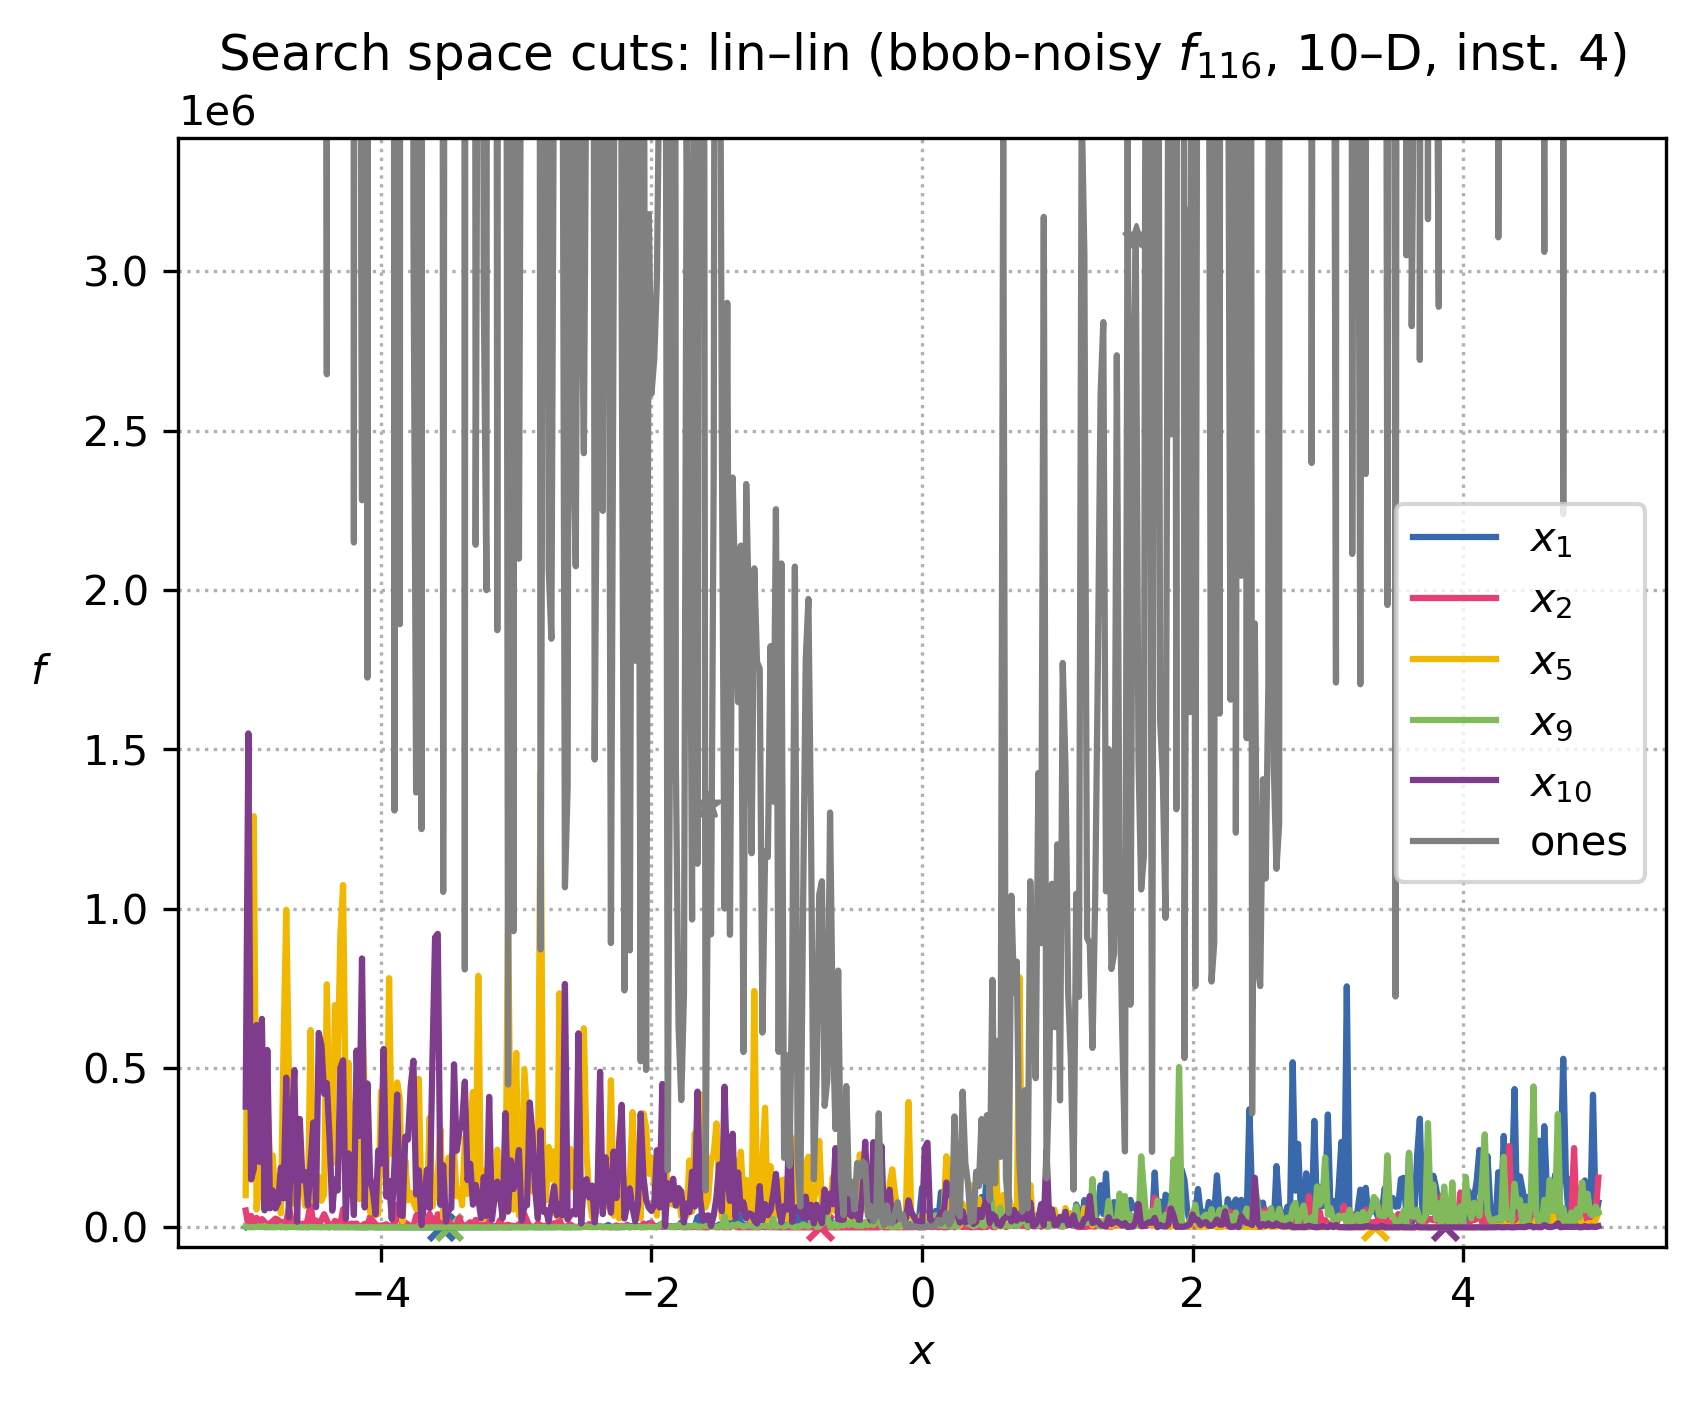 Search space cuts: lin–lin (bbob-noisy f₁₁₆, 10–D, inst. 4)
1e6
3.0
2.5
2.0
1.5
1.0
0.5
0.0
f
x₁
x₂
x₅
x₉
x₁₀
ones
−4 −2 0 2 4
x